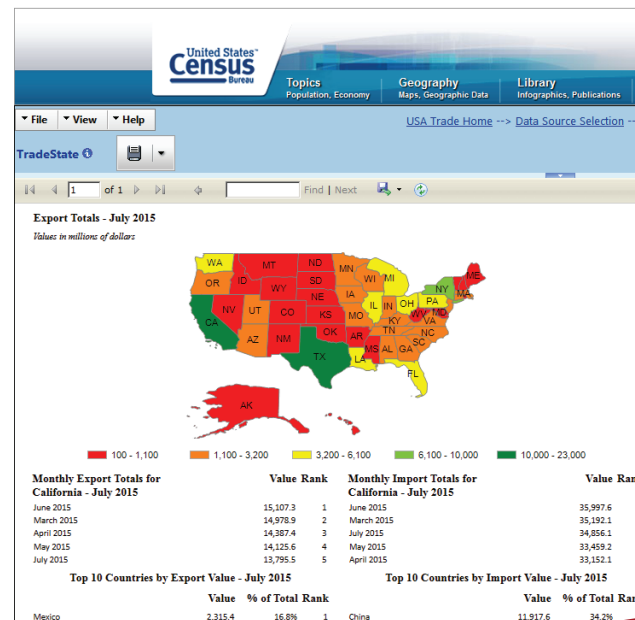 United States™
Census
Bureau
Topics
Population, Economy
Geography
Maps, Geographic Data
Library
Infographics, Publications
File View Help
USA Trade Home --> Data Source Selection --
TradeState
1 of 1 Find | Next
Export Totals - July 2015
Values in millions of dollars
WA MT ND MN ME
OR ID WY SD WI MI NY MA
NV UT CO NE IA IL IN OH PA
CA KS MO KY WV VA MD
AZ NM OK AR TN NC SC
TX LA MS AL GA
FL
AK
100 - 1,100 1,100 - 3,200 3,200 - 6,100 6,100 - 10,000 10,000 - 23,000
Monthly Export Totals for Value Rank
California - July 2015
June 2015 15,107.3 1
March 2015 14,978.9 2
April 2015 14,387.4 3
May 2015 14,125.6 4
July 2015 13,795.5 5
Monthly Import Totals for Value Ran
California - July 2015
June 2015 35,997.6
March 2015 35,192.1
July 2015 34,856.1
May 2015 33,459.2
April 2015 33,152.1
Top 10 Countries by Export Value - July 2015
Value % of Total Rank
Mexico 2,315.4 16.8% 1
Top 10 Countries by Import Value - July 2015
Value % of Total Ran
China 11,917.6 34.2%